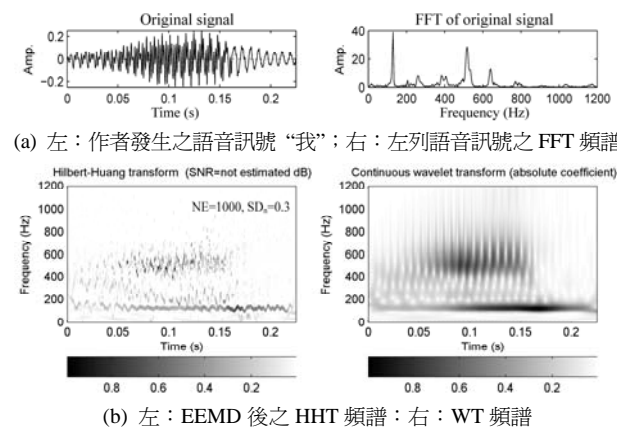 Original signal
FFT of original signal
Amp.
0.2
0
-0.2
0 0.05 0.1 0.15 0.2
Time (s)
Amp.
40
20
0
0 200 400 600 800 1000 1200
Frequency (Hz)
(a) 左：作者發生之語音訊號 “我”；右：左列語音訊號之 FFT 頻譜
Hilbert-Huang transform (SNR=not estimated dB)
NE=1000, SDn=0.3
Frequency (Hz)
1200
1000
800
600
400
200
0
0 0.05 0.1 0.15 0.2
Time (s)
0.8 0.6 0.4 0.2
Continuous wavelet transform (absolute coefficient)
Frequency (Hz)
1200
1000
800
600
400
200
0
0 0.05 0.1 0.15 0.2
Time (s)
0.8 0.6 0.4 0.2
(b) 左：EEMD 後之 HHT 頻譜：右：WT 頻譜